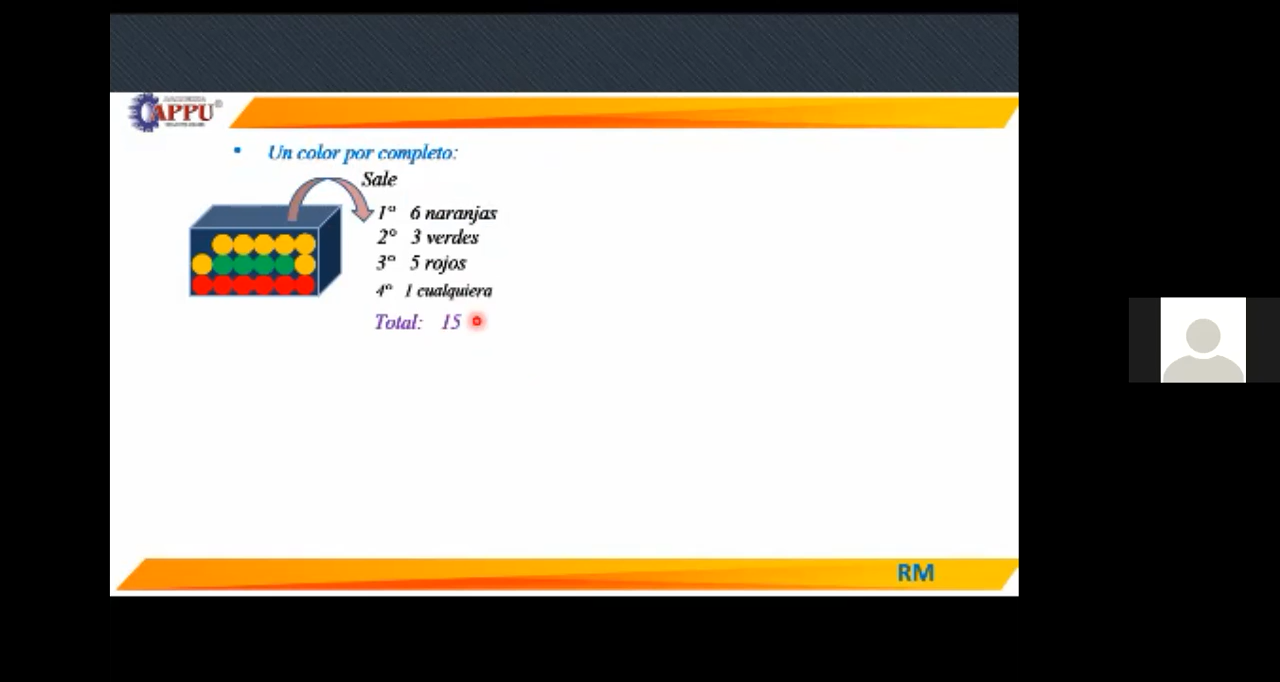 APPU
Un color por completo:
Sale
1° 6 naranjas
2° 3 verdes
3° 5 rojos
4° 1 cualquiera
Total: 15
RM